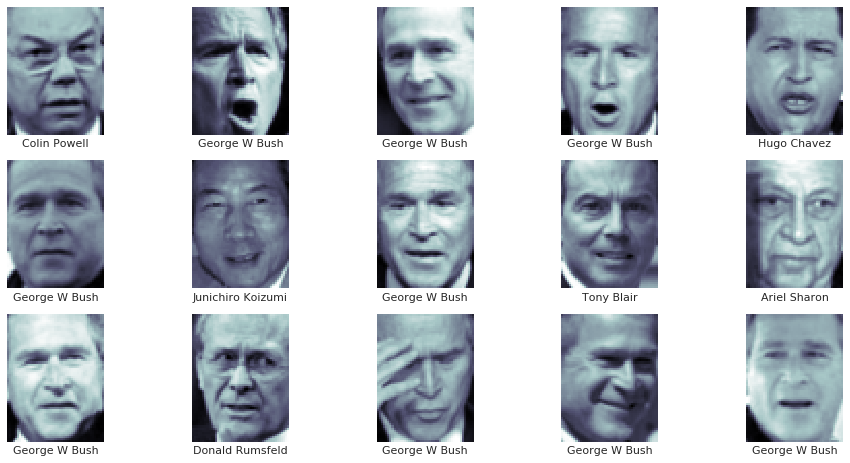 Colin Powell
George W Bush
George W Bush
George W Bush
Hugo Chavez
George W Bush
Junichiro Koizumi
George W Bush
Tony Blair
Ariel Sharon
George W Bush
Donald Rumsfeld
George W Bush
George W Bush
George W Bush